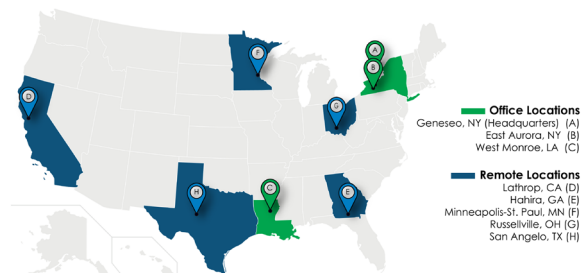 F
A
B
D
G
H
C
E
Office Locations
Geneseo, NY (Headquarters) (A)
East Aurora, NY (B)
West Monroe, LA (C)
Remote Locations
Lathrop, CA (D)
Hahira, GA (E)
Minneapolis-St. Paul, MN (F)
Russellville, OH (G)
San Angelo, TX (H)